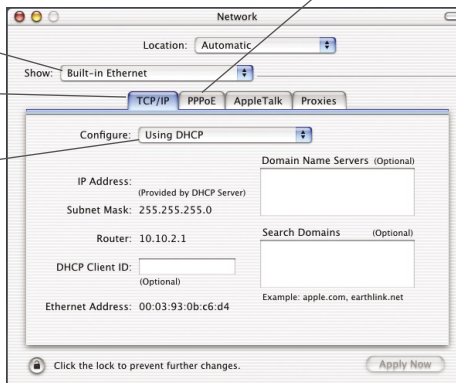 Network
Location: Automatic
Show: Built-in Ethernet
TCP/IP PPPoE AppleTalk Proxies
Configure: Using DHCP
Domain Name Servers (Optional)
IP Address:
(Provided by DHCP Server)
Subnet Mask: 255.255.255.0
Router: 10.10.2.1
Search Domains (Optional)
DHCP Client ID:
(Optional)
Example: apple.com, earthlink.net
Ethernet Address: 00:03:93:0b:c6:d4
Click the lock to prevent further changes.
Apply Now